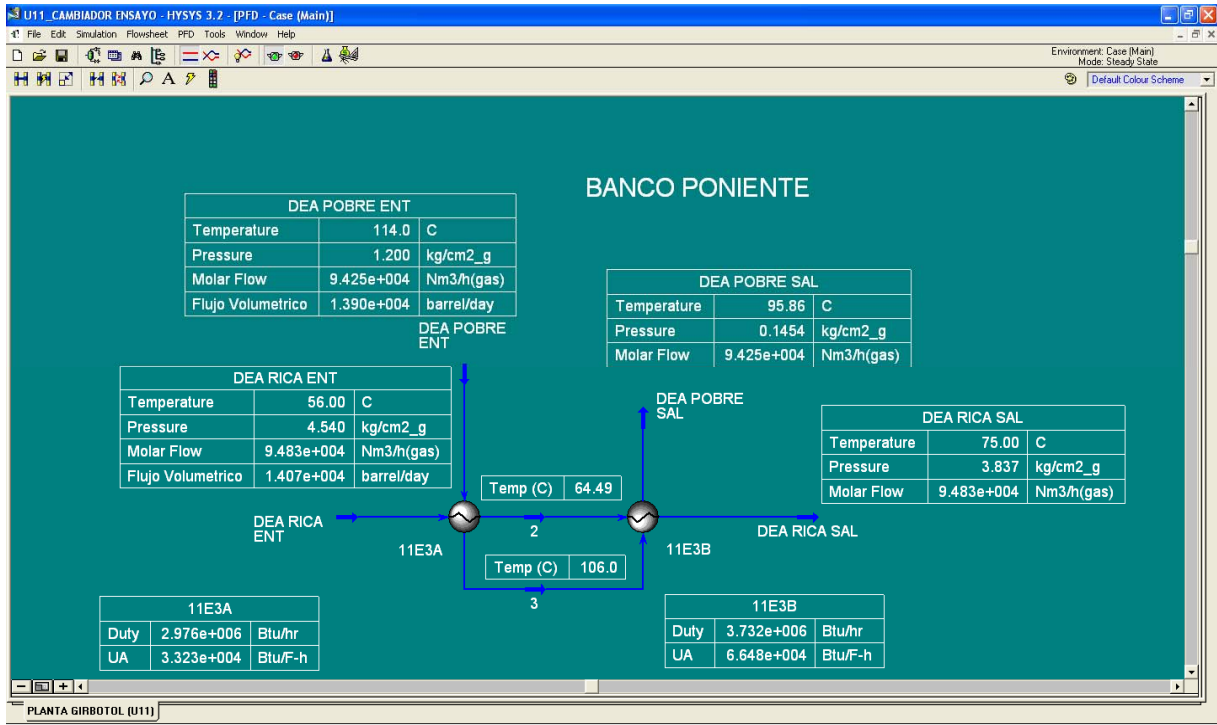 U11_CAMBIADOR ENSAYO - HYSYS 3.2 - [PFD - Case (Main)]
File Edit Simulation Flowsheet PFD Tools Window Help
Environment: Case (Main)
Mode: Steady State
Default Colour Scheme
BANCO PONIENTE
DEA POBRE ENT
Temperature 114.0 C
Pressure 1.200 kg/cm2_g
Molar Flow 9.425e+004 Nm3/h(gas)
Flujo Volumetrico 1.390e+004 barrel/day
DEA POBRE SAL
Temperature 95.86 C
Pressure 0.1454 kg/cm2_g
Molar Flow 9.425e+004 Nm3/h(gas)
DEA POBRE
ENT
DEA RICA ENT
Temperature 56.00 C
Pressure 4.540 kg/cm2_g
Molar Flow 9.483e+004 Nm3/h(gas)
Flujo Volumetrico 1.407e+004 barrel/day
DEA POBRE
SAL
DEA RICA SAL
Temperature 75.00 C
Pressure 3.837 kg/cm2_g
Molar Flow 9.483e+004 Nm3/h(gas)
Temp (C) 64.49
DEA RICA
ENT
2
DEA RICA SAL
11E3A
11E3B
Temp (C) 106.0
3
11E3A
Duty 2.976e+006 Btu/hr
UA 3.323e+004 Btu/F-h
11E3B
Duty 3.732e+006 Btu/hr
UA 6.648e+004 Btu/F-h
PLANTA GIRBOTOL (U11)